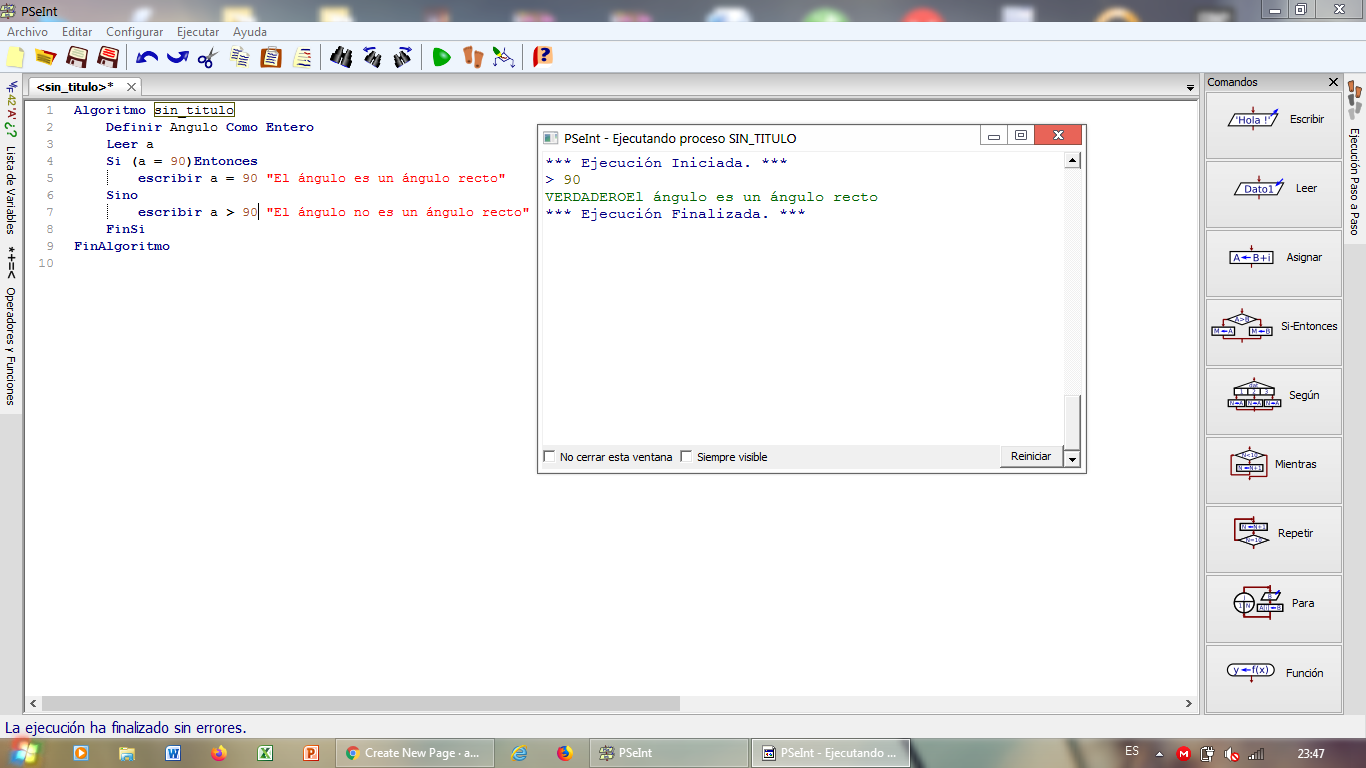 PSeInt
Archivo Editar Configurar Ejecutar Ayuda
<sin_titulo>*
Lista de Variables
*+=< Operadores y Funciones
1 Algoritmo sin_titulo
2 Definir Angulo Como Entero
3 Leer a
4 Si (a = 90)Entonces
5 escribir a = 90 "El ángulo es un ángulo recto"
6 Sino
7 escribir a > 90 "El ángulo no es un ángulo recto"
8 FinSi
9 FinAlgoritmo
10
PSeInt - Ejecutando proceso SIN_TITULO
*** Ejecución Iniciada. ***
> 90
VERDADEROEl ángulo es un ángulo recto
*** Ejecución Finalizada. ***
No cerrar esta ventana
Siempre visible
Reiniciar
Comandos
'Hola !' Escribir
Dato1 Leer
A←B+i Asignar
A>B M←A M←B Si-Entonces
Según
Mientras
Repetir
Para
y←f(x) Función
Ejecución Paso a Paso
La ejecución ha finalizado sin errores.
Create New Page · a...
PSeInt
PSeInt - Ejecutando ...
ES
23:47